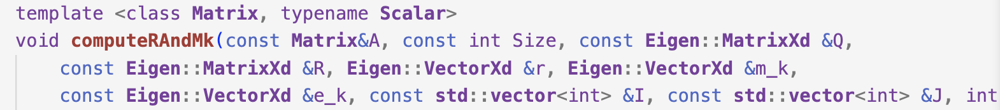 template <class Matrix, typename Scalar>
void computeRAndMk(const Matrix&A, const int Size, const Eigen::MatrixXd &Q,
const Eigen::MatrixXd &R, Eigen::VectorXd &r, Eigen::VectorXd &m_k,
const Eigen::VectorXd &e_k, const std::vector<int> &I, const std::vector<int> &J, int